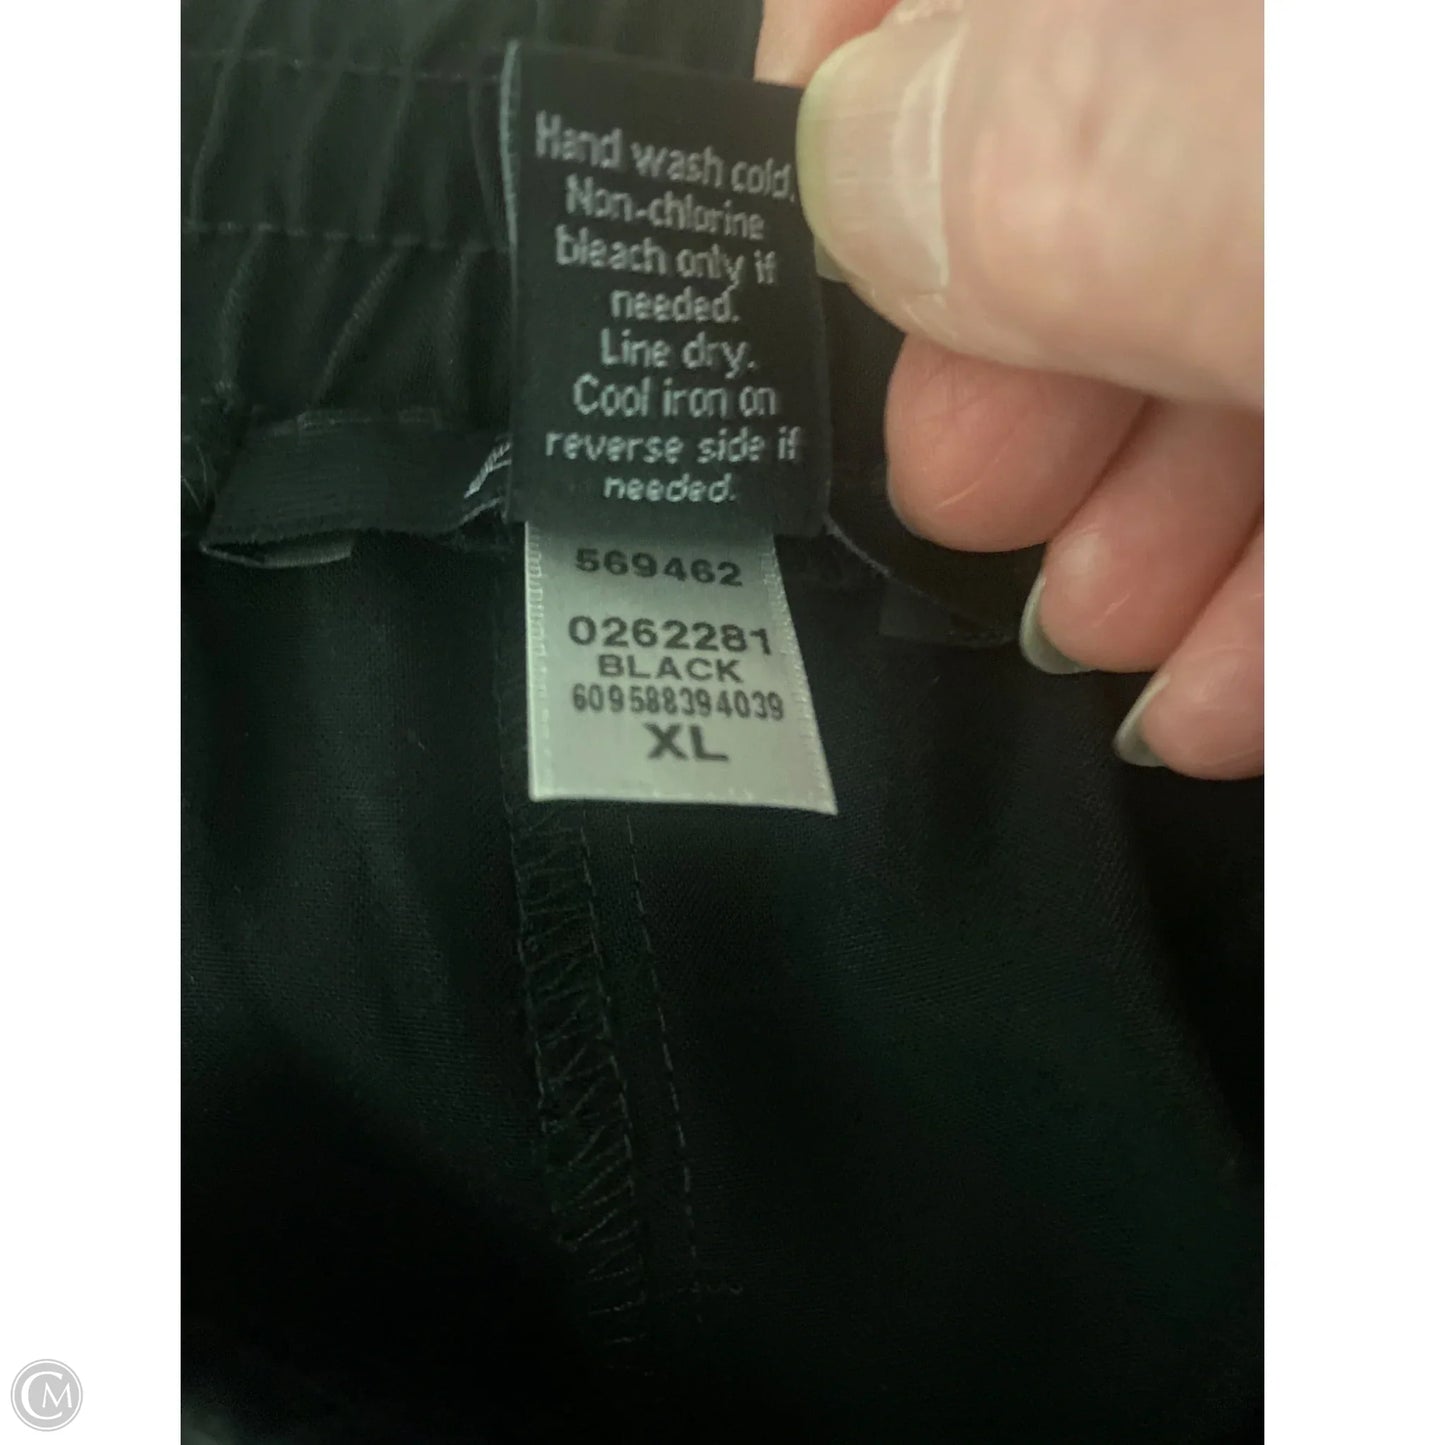 Hand wash cold.
Non-chlorine
bleach only if
needed.
Line dry.
Cool iron on
reverse side if
needed.
569462
0262281
BLACK
609588394039
XL
CM